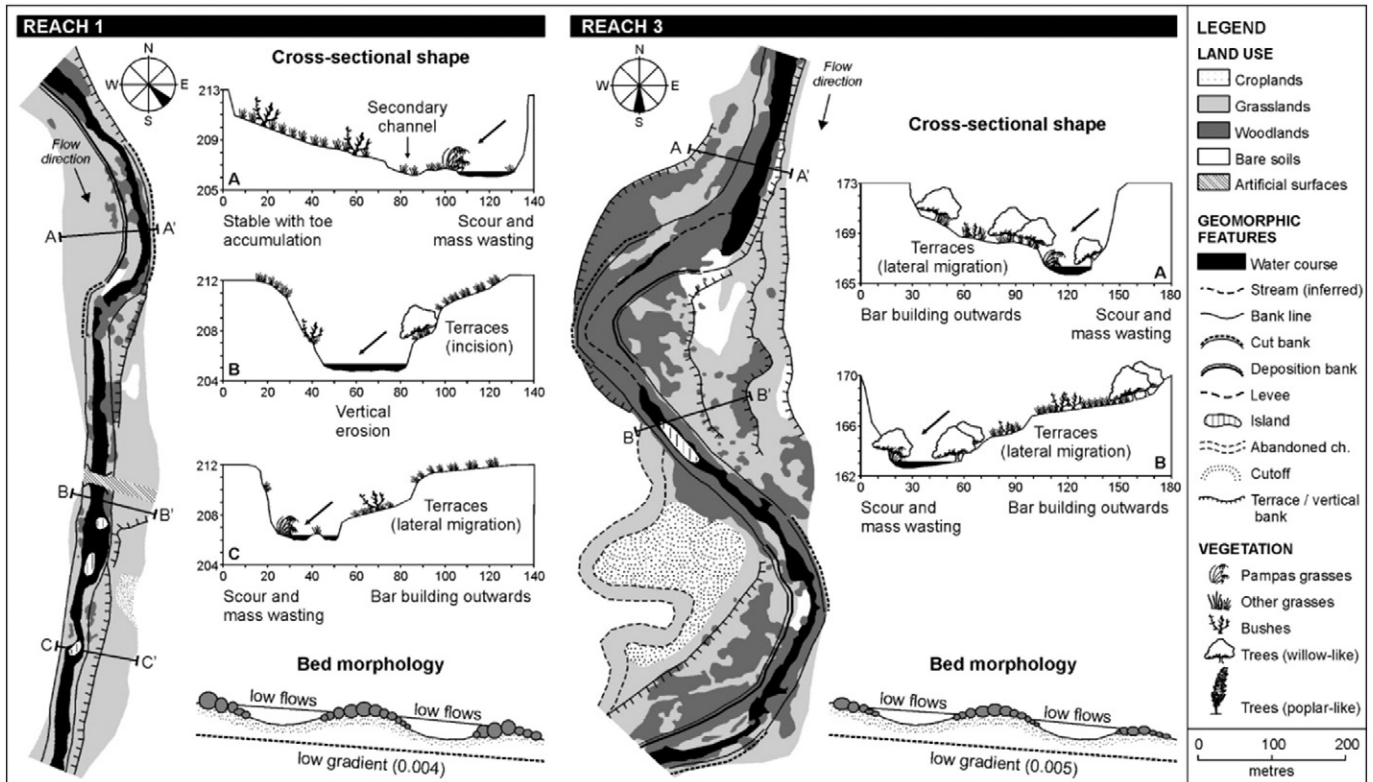 REACH 1
N
W E
S
Flow
direction
A A'
B
B'
C
C'
Cross-sectional shape
213
209
205
Secondary
channel
A
0 20 40 60 80 100 120 140
Stable with toe
accumulation
Scour and
mass wasting
212
208
204
Terraces
(incision)
B
0 20 40 60 80 100 120 140
Vertical
erosion
212
208
204
Terraces
(lateral migration)
C
0 20 40 60 80 100 120 140
Scour and
mass wasting
Bar building outwards
Bed morphology
low flows
low flows
low gradient (0.004)
REACH 3
N
W E
S
Flow
direction
A
A'
B'
B
Cross-sectional shape
173
169
165
Terraces
(lateral migration)
A
0 30 60 90 120 150 180
Bar building outwards
Scour and
mass wasting
170
166
162
Terraces
(lateral migration)
B
0 30 60 90 120 150 180
Scour and
mass wasting
Bar building outwards
Bed morphology
low flows
low flows
low gradient (0.005)
LEGEND
LAND USE
Croplands
Grasslands
Woodlands
Bare soils
Artificial surfaces
GEOMORPHIC
FEATURES
Water course
Stream (inferred)
Bank line
Cut bank
Deposition bank
Levee
Island
Abandoned ch.
Cutoff
Terrace / vertical
bank
VEGETATION
Pampas grasses
Other grasses
Bushes
Trees (willow-like)
Trees (poplar-like)
0 100 200
metres